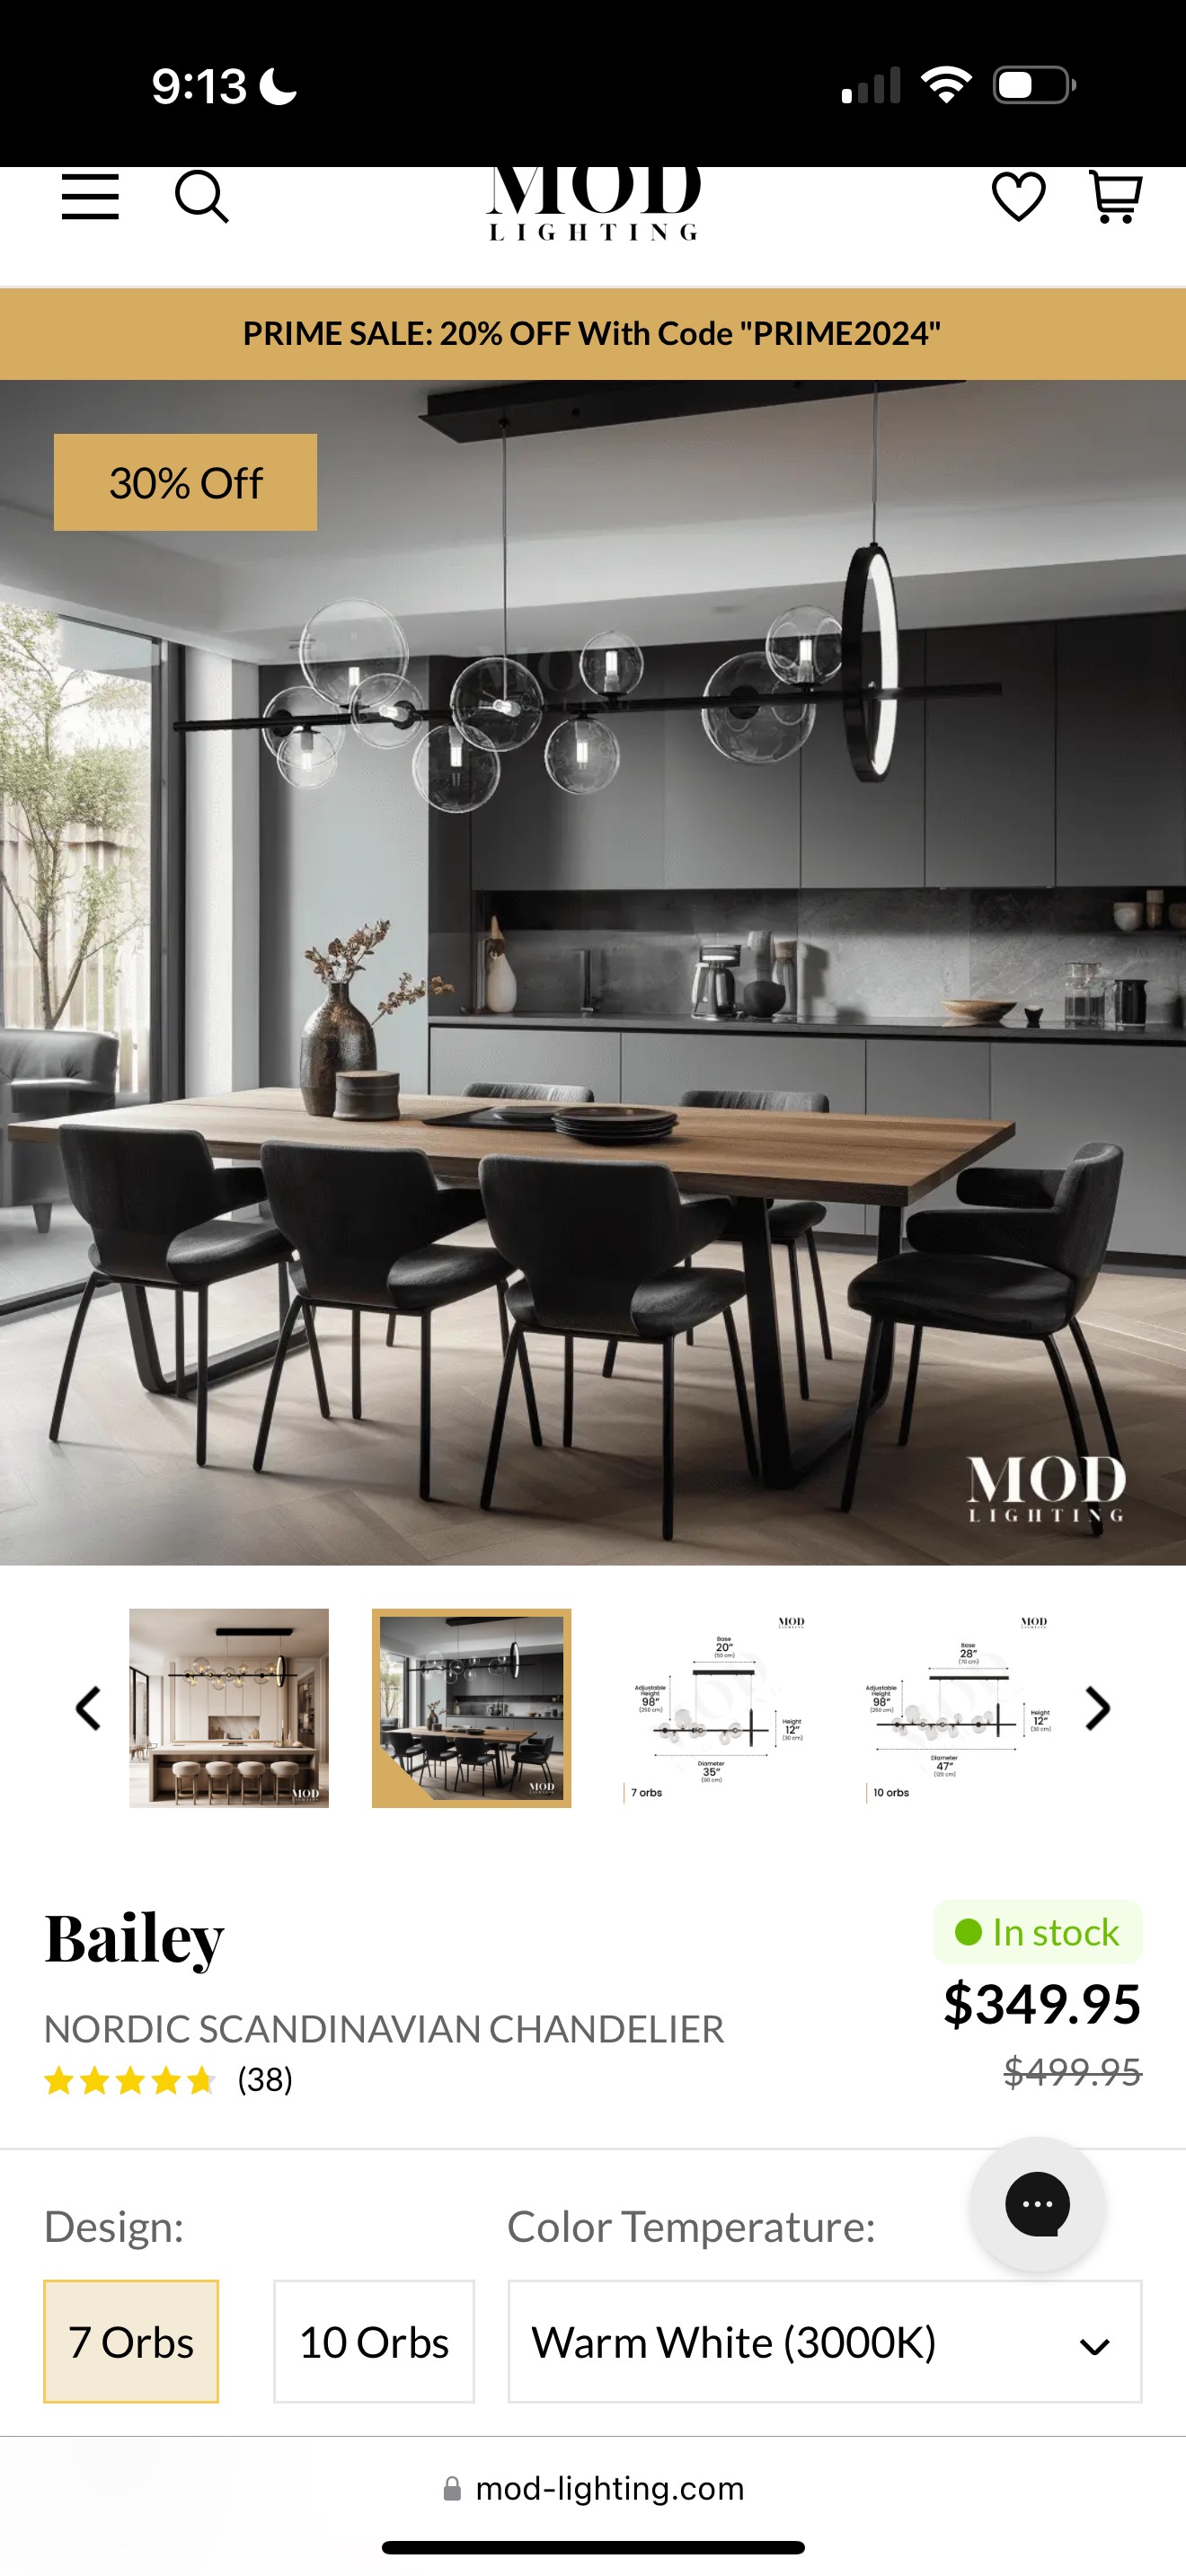 9:13
MOD
LIGHTING
PRIME SALE: 20% OFF With Code "PRIME2024"
30% Off
MOD
LIGHTING
MOD
LIGHTING
MOD
MOD
MOD
LIGHTING
Base
20"
(50 cm)
Adjustable
Height
98"
(250 cm)
Height
12"
(30 cm)
Diameter
35"
(90 cm)
7 orbs
MOD
LIGHTING
Base
28"
(70 cm)
Adjustable
Height
98"
(250 cm)
Height
12"
(30 cm)
Diameter
47"
(120 cm)
10 orbs
Bailey
In stock
$349.95
NORDIC SCANDINAVIAN CHANDELIER
$499.95
(38)
Design:
Color Temperature:
7 Orbs
10 Orbs
Warm White (3000K)
mod-lighting.com